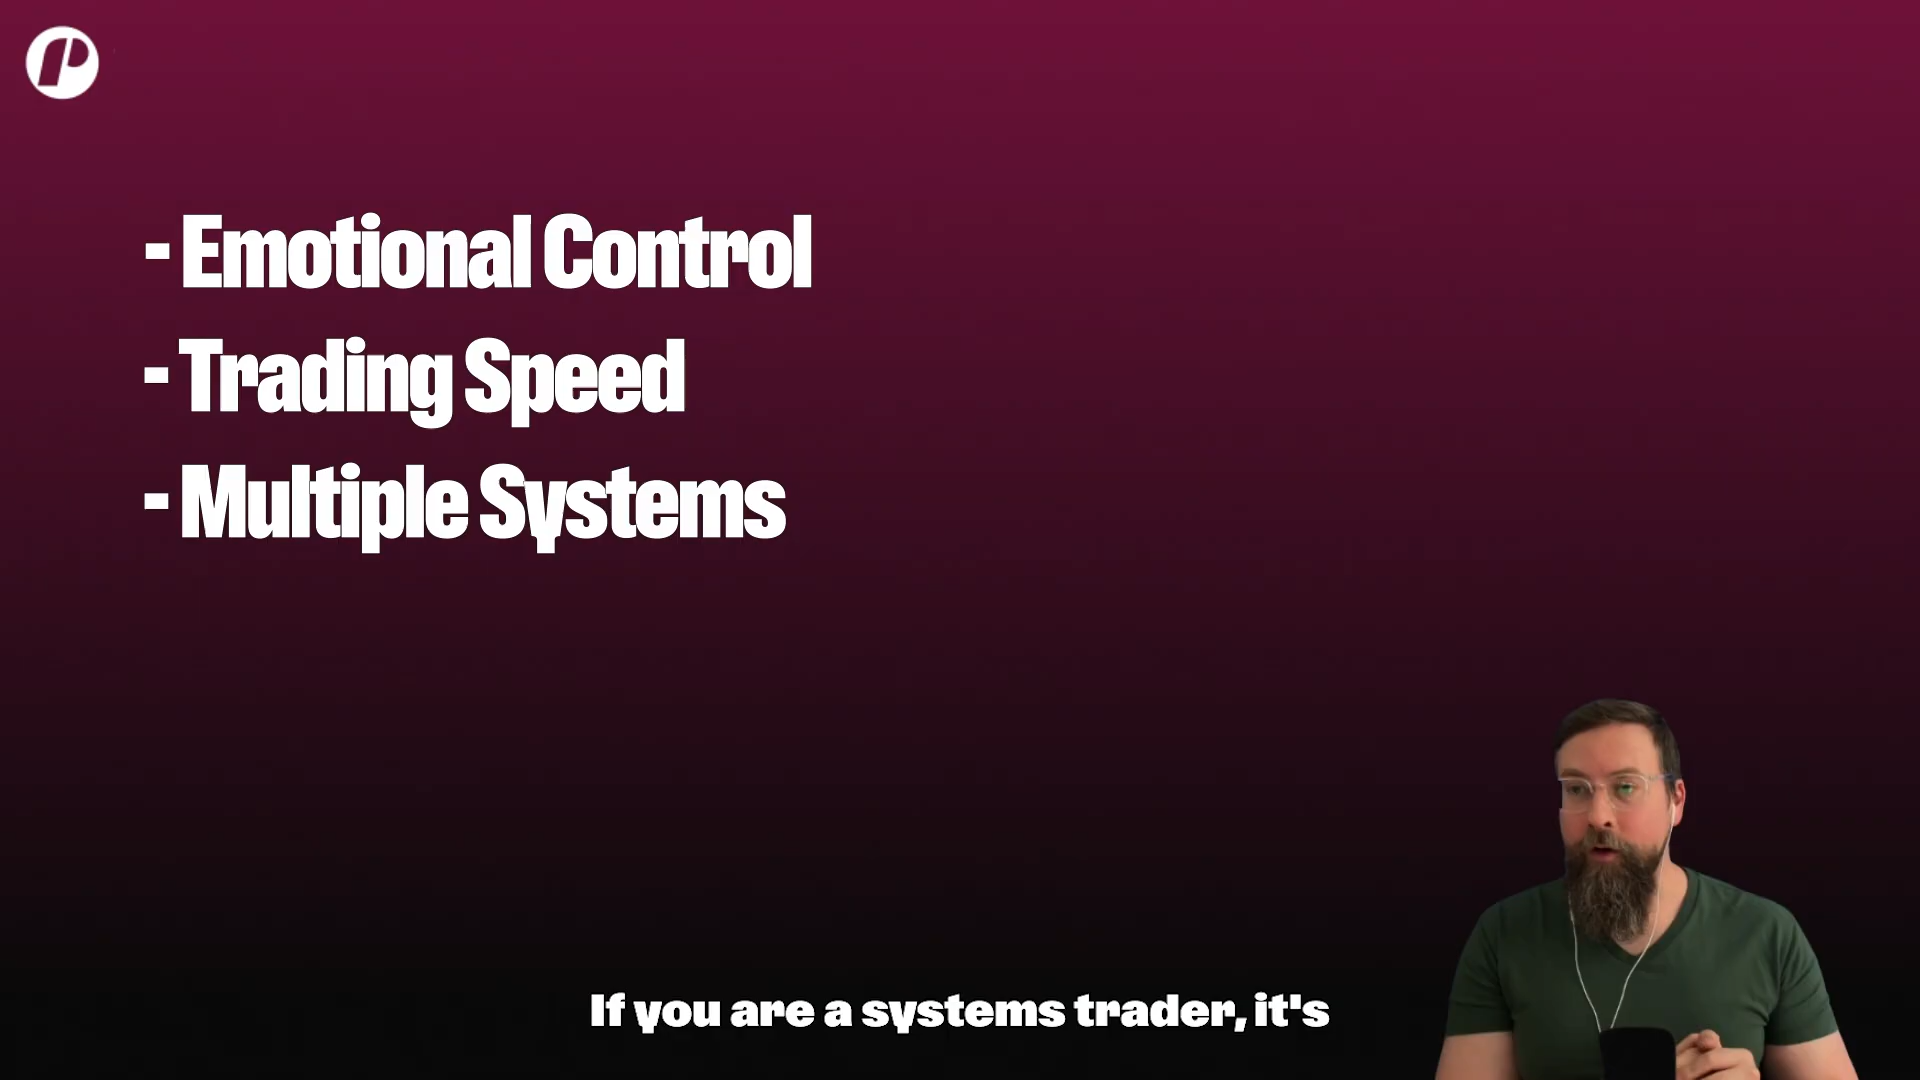 - Emotional Control
- Trading Speed
- Multiple Systems
If you are a systems trader, it's